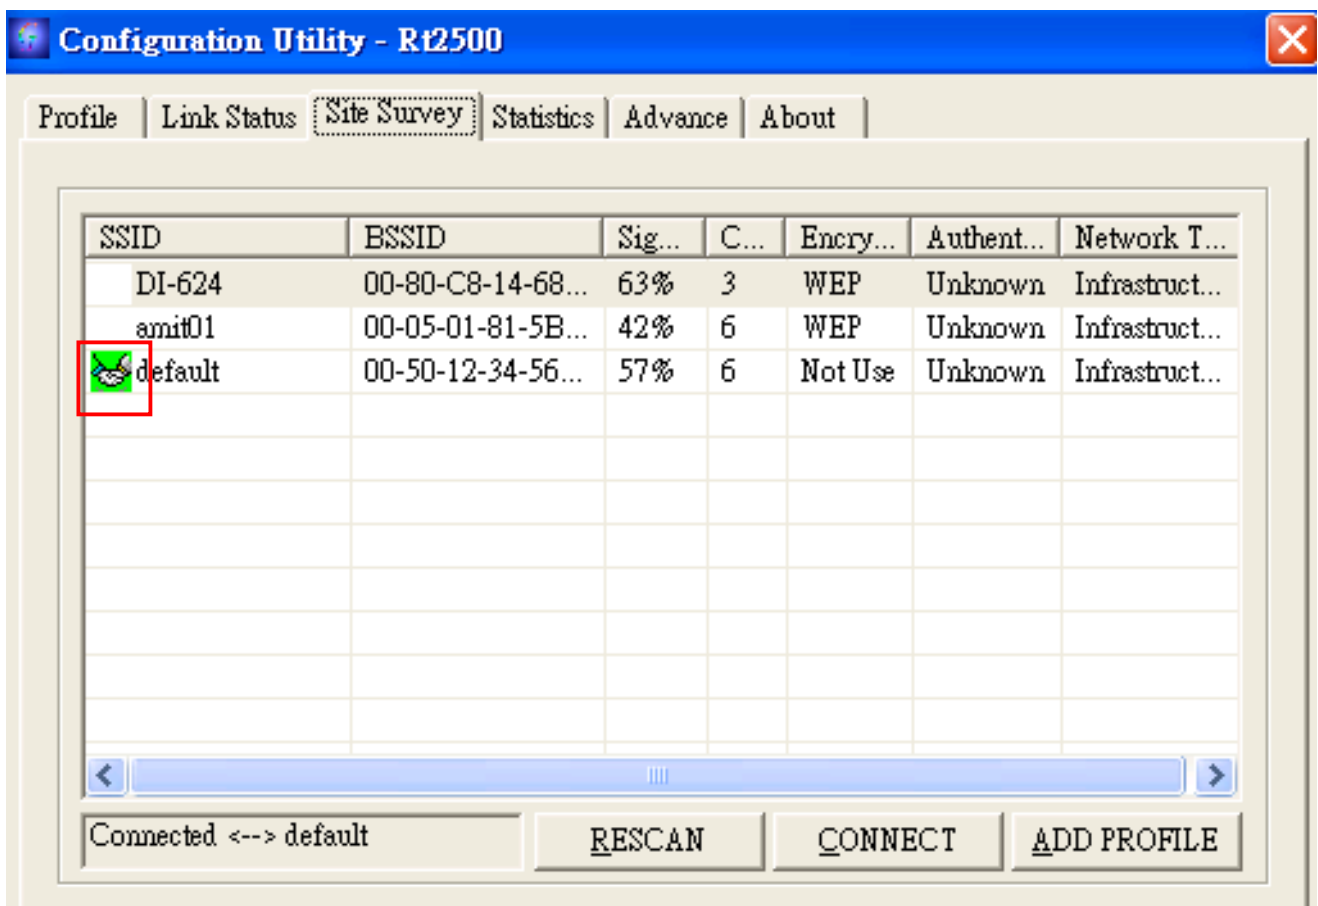 Configuration Utility - Rt2500
Profile Link Status Site Survey Statistics Advance About
SSID BSSID Sig... C... Encry... Authent... Network T...
DI-624 00-80-C8-14-68... 63% 3 WEP Unknown Infrastruct...
amit01 00-05-01-81-5B... 42% 6 WEP Unknown Infrastruct...
default 00-50-12-34-56... 57% 6 Not Use Unknown Infrastruct...
Connected <--> default RESCAN CONNECT ADD PROFILE